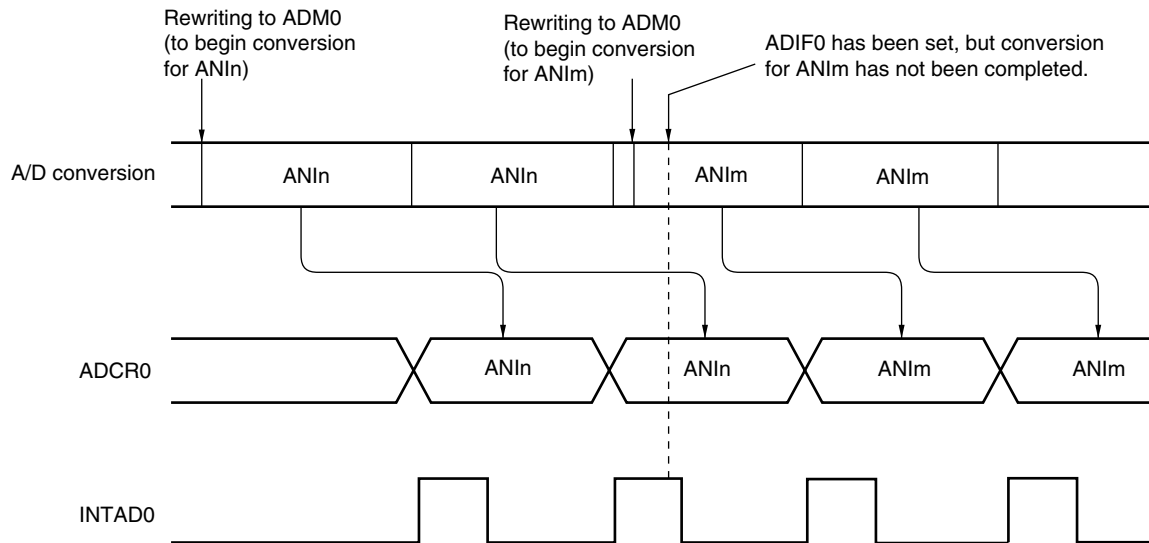 Rewriting to ADM0
(to begin conversion
for ANIn)
Rewriting to ADM0
(to begin conversion
for ANIm)
ADIF0 has been set, but conversion
for ANIm has not been completed.
A/D conversion
ANIn
ANIn
ANIm
ANIm
ADCR0
ANIn
ANIn
ANIm
ANIm
INTAD0